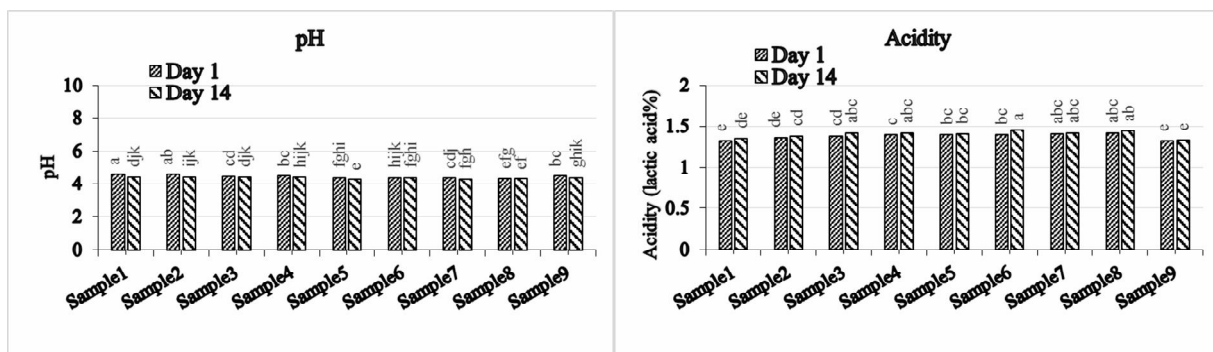 pH
Day 1
Day 14
10
8
6
4
2
0
pH
a djk ab ijk cd djk bc hijk fghi e hijk fghi cdj fgh efg ef bc ghik
Sample1 Sample2 Sample3 Sample4 Sample5 Sample6 Sample7 Sample8 Sample9
Acidity
Day 1
Day 14
2
1.5
1
0.5
0
Acidity (lactic acid%)
e de de cd cd abc c abc bc bc bc a abc abc abc ab e e
Sample1 Sample2 Sample3 Sample4 Sample5 Sample6 Sample7 Sample8 Sample9